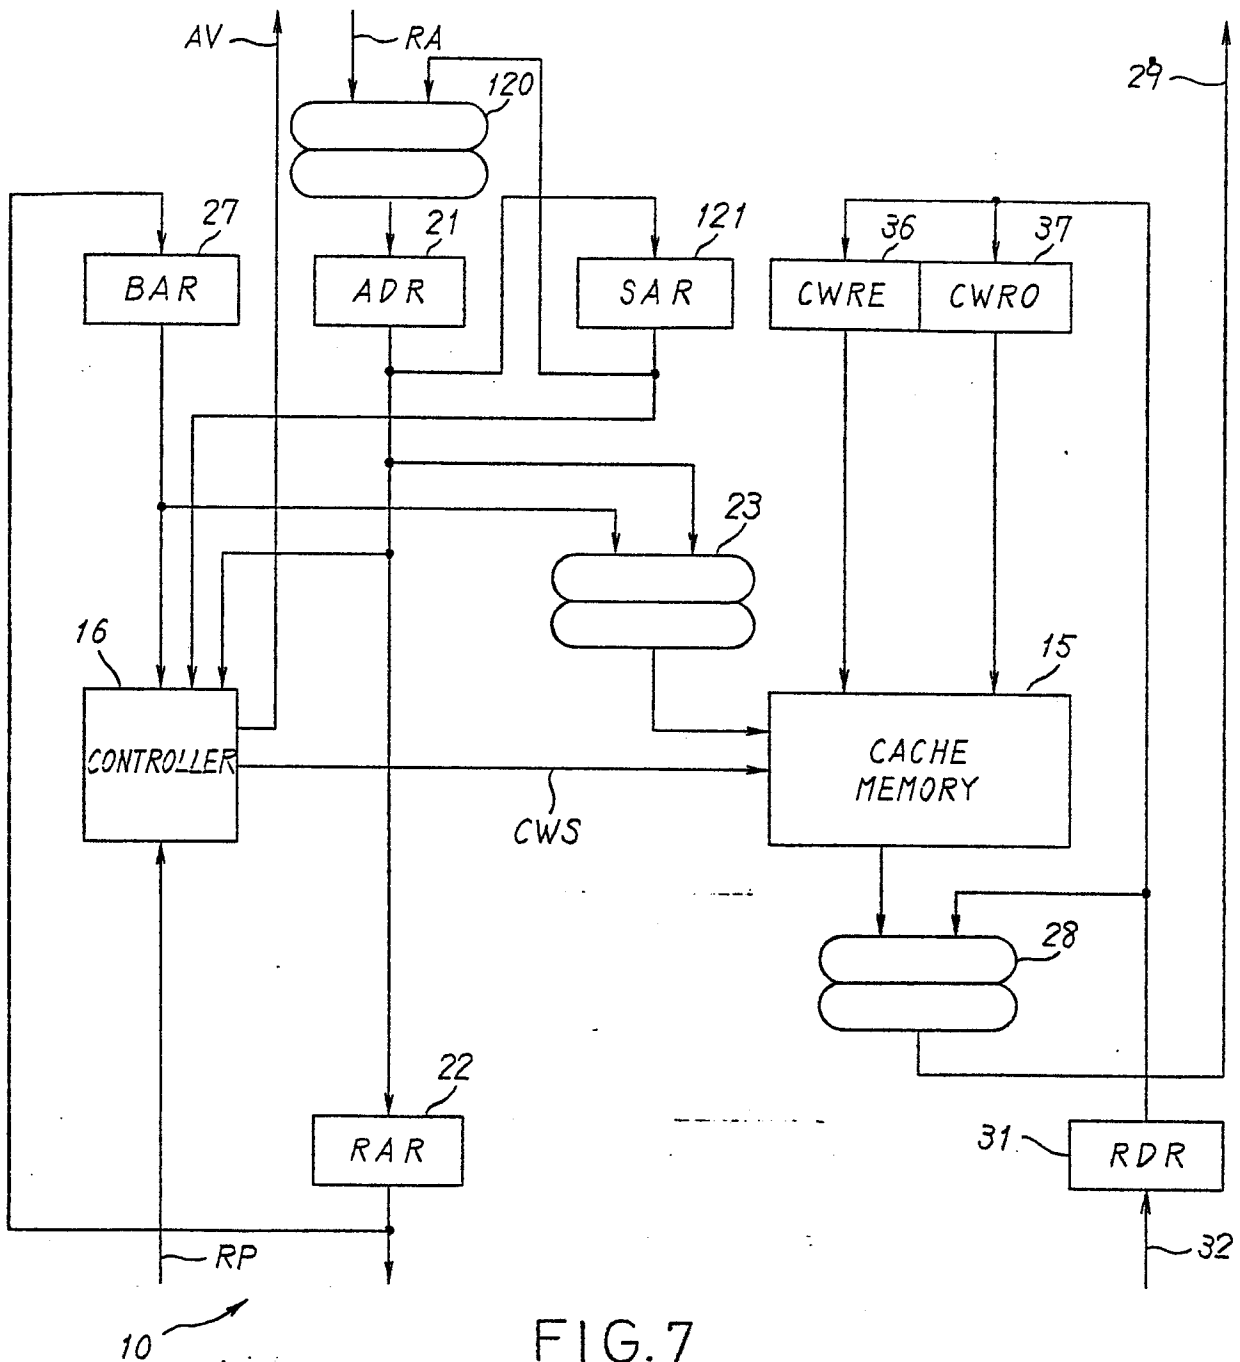 AV
RA
29
120
27
21
121
36
37
BAR
ADR
SAR
CWRE
CWRO
23
16
15
CONTROLLER
CACHE
MEMORY
CWS
28
22
31
RAR
RDR
RP
32
10
FIG.7